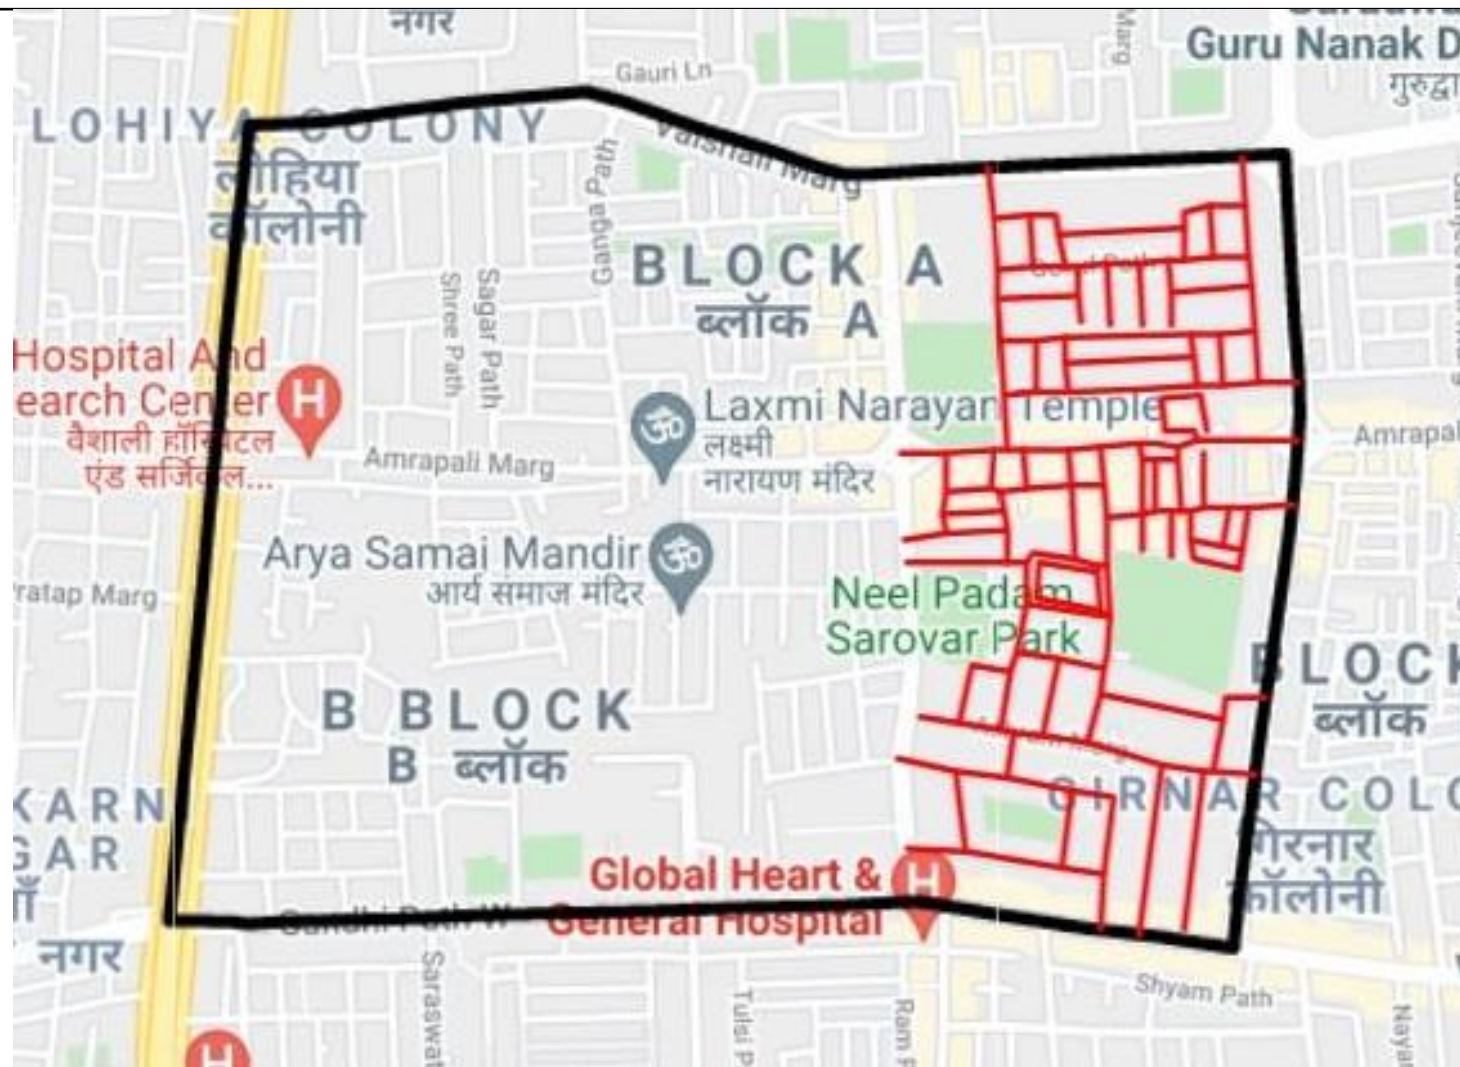 नगर
Gauri Ln
Marg
Guru Nanak D
गुरुद्वा
LOHIYA COLONY
लोहिया
कॉलोनी
Vaishali Marg
Ganga Path
BLOCK A
ब्लॉक A
Shree Path
Sagar Path
Hospital And
earch Center
वैशाली हॉस्पिटल
एंड सर्जिकल...
Laxmi Narayan Temple
लक्ष्मी
नारायण मंदिर
Amrapali Marg
Amrapal
Arya Samaj Mandir
आर्य समाज मंदिर
ratap Marg
Neel Padam
Sarovar Park
BLOCK
ब्लॉक
B BLOCK
B ब्लॉक
KARN
GAR
नगर
GIRNAR COLO
गिरनार
कॉलोनी
Global Heart &
General Hospital
Gandhi Path W
Shyam Path
Saraswat
Tulsi P
Ram P
Nayan